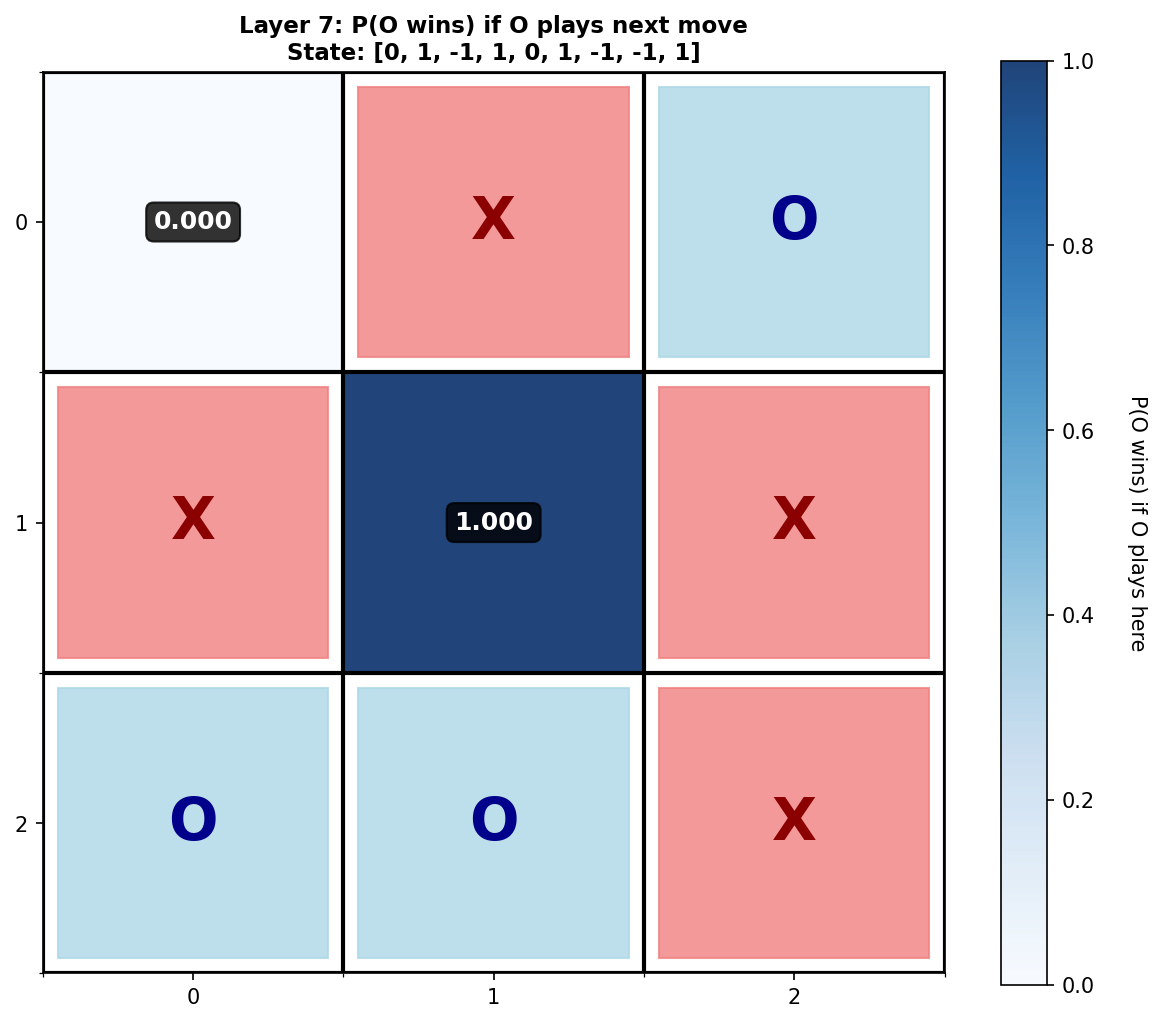 Layer 7: P(O wins) if O plays next move
State: [0, 1, -1, 1, 0, 1, -1, -1, 1]
0
0.000
X
O
1
X
1.000
X
2
O
O
X
0
1
2
1.0
0.8
0.6
0.4
0.2
0.0
P(O wins) if O plays here